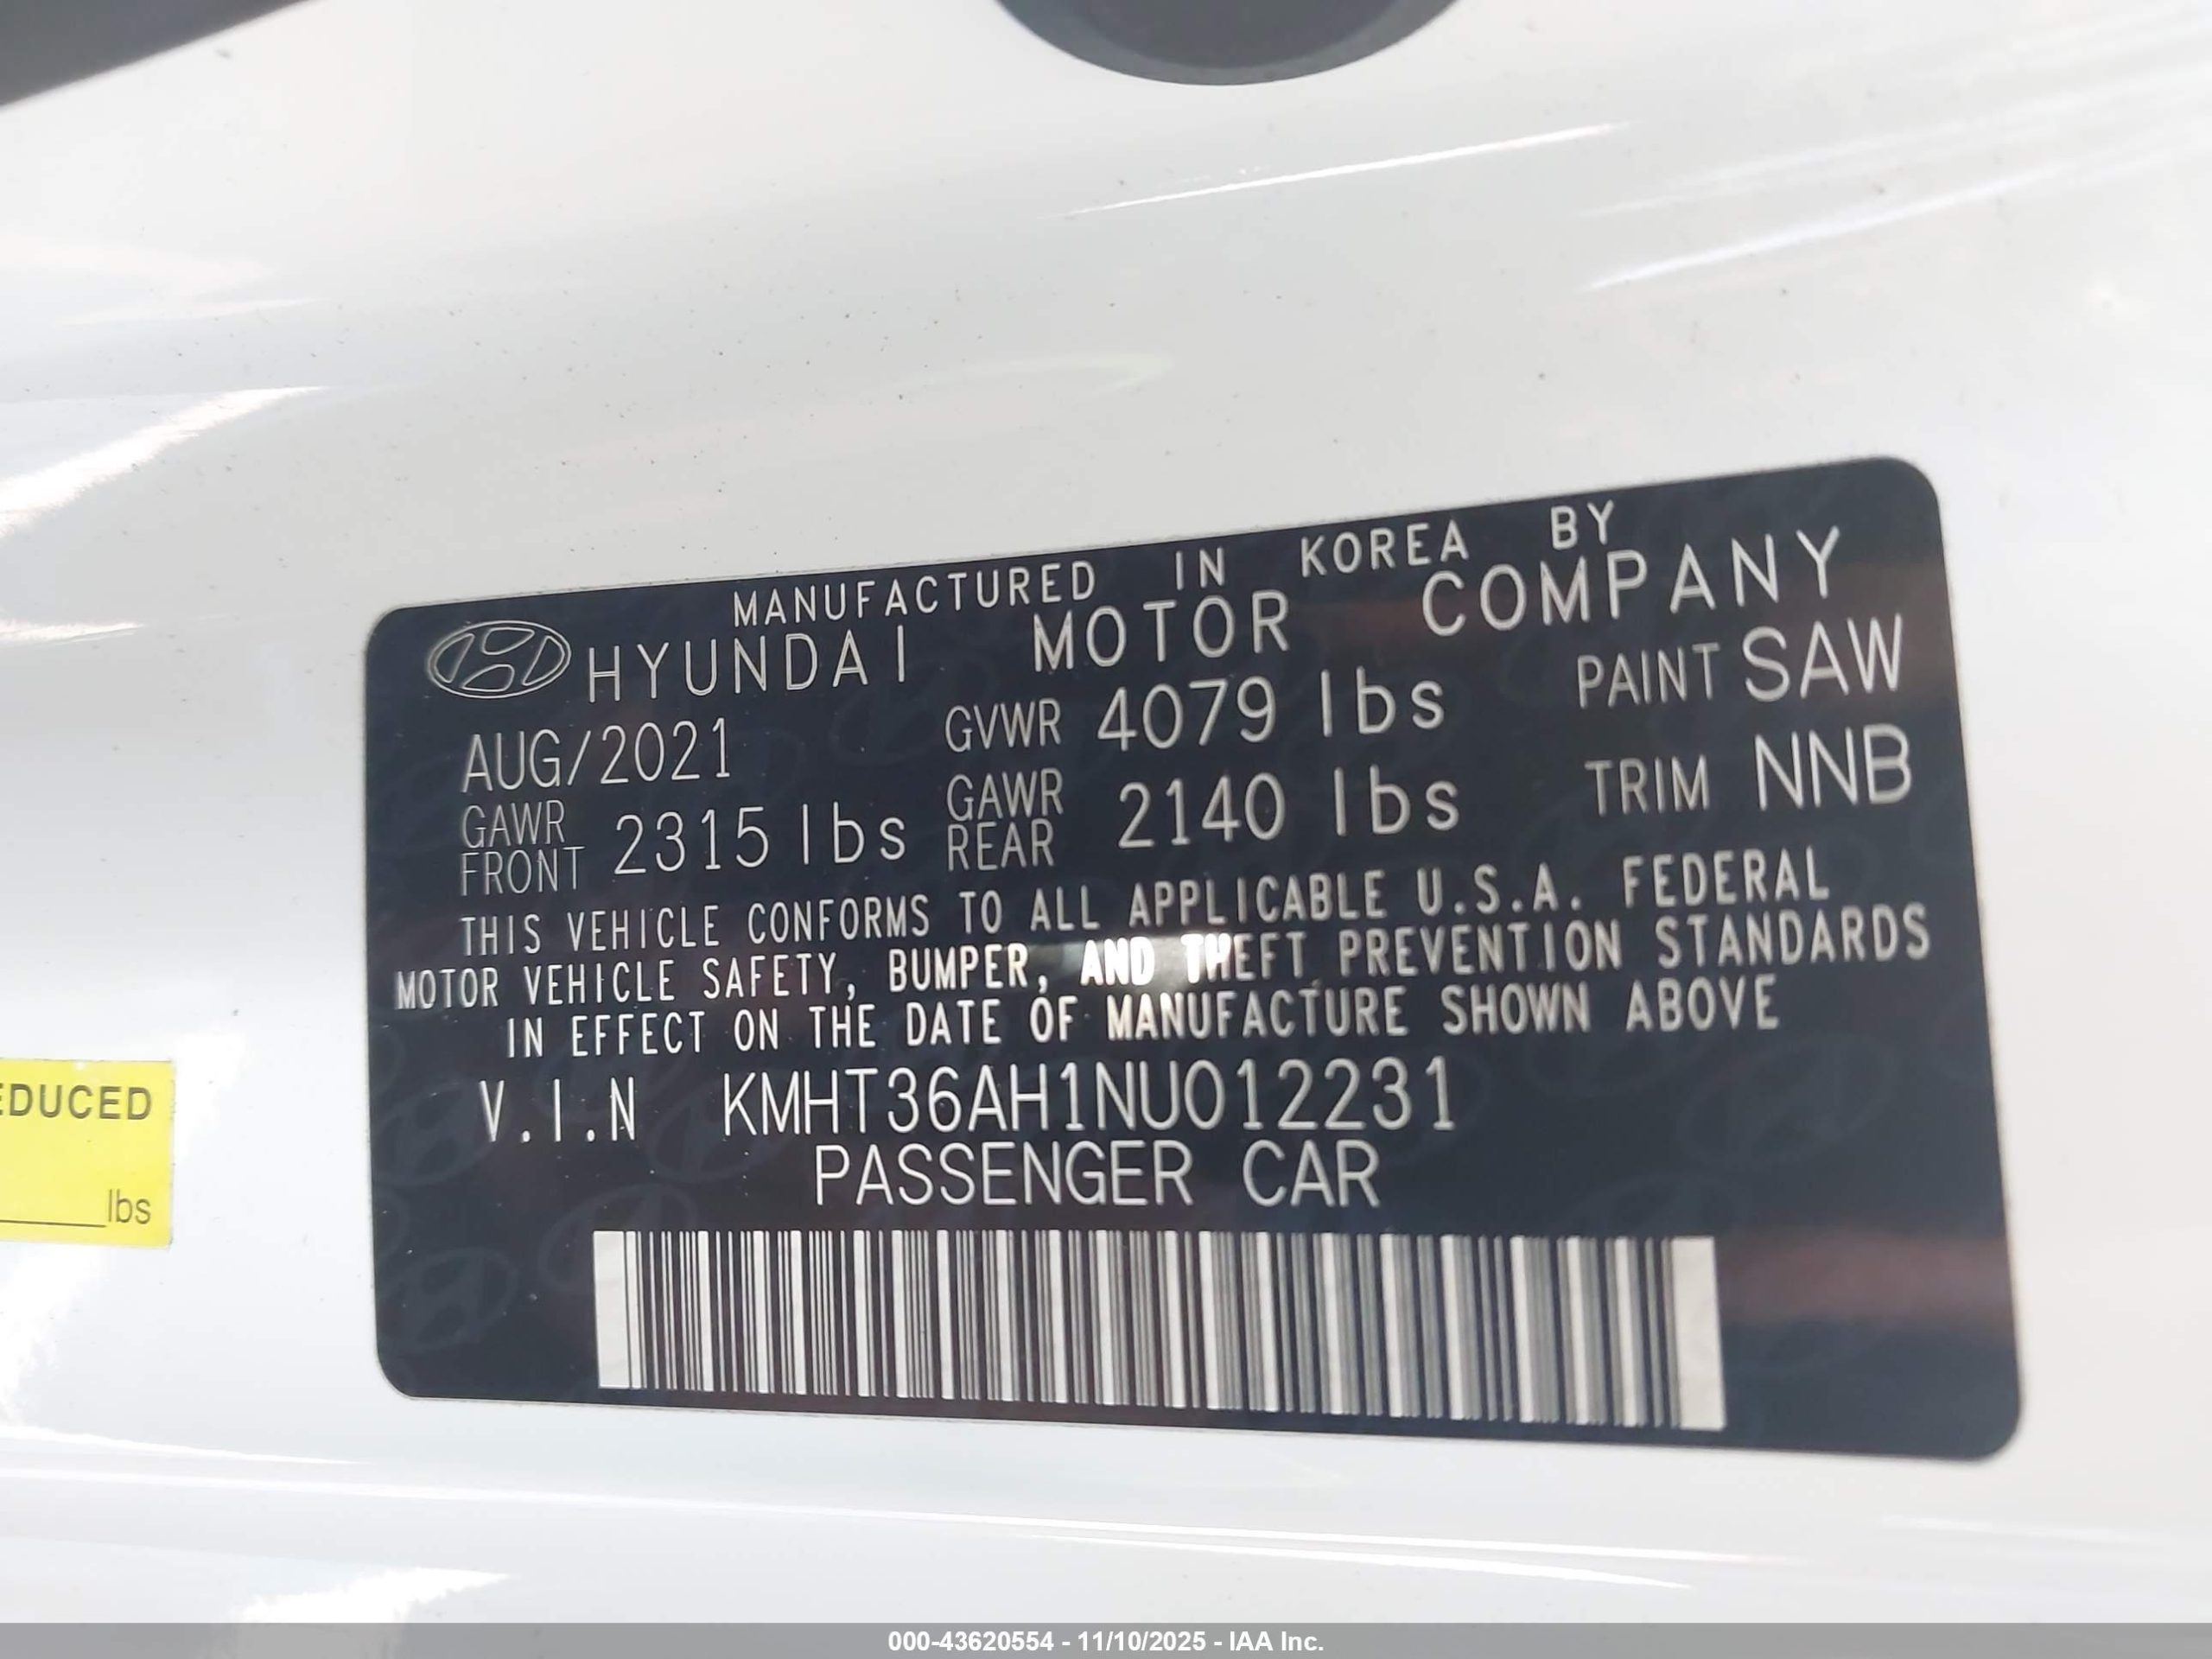 MANUFACTURED IN KOREA BY
HYUNDAI MOTOR COMPANY
AUG/2021 GVWR 4079 lbs PAINT SAW
GAWR FRONT 2315 lbs GAWR REAR 2140 lbs TRIM NNB
THIS VEHICLE CONFORMS TO ALL APPLICABLE U.S.A. FEDERAL
MOTOR VEHICLE SAFETY, BUMPER, AND THEFT PREVENTION STANDARDS
IN EFFECT ON THE DATE OF MANUFACTURE SHOWN ABOVE
V.I.N KMHT36AH1NU012231
PASSENGER CAR
EDUCED
lbs
000-43620554 - 11/10/2025 - IAA Inc.